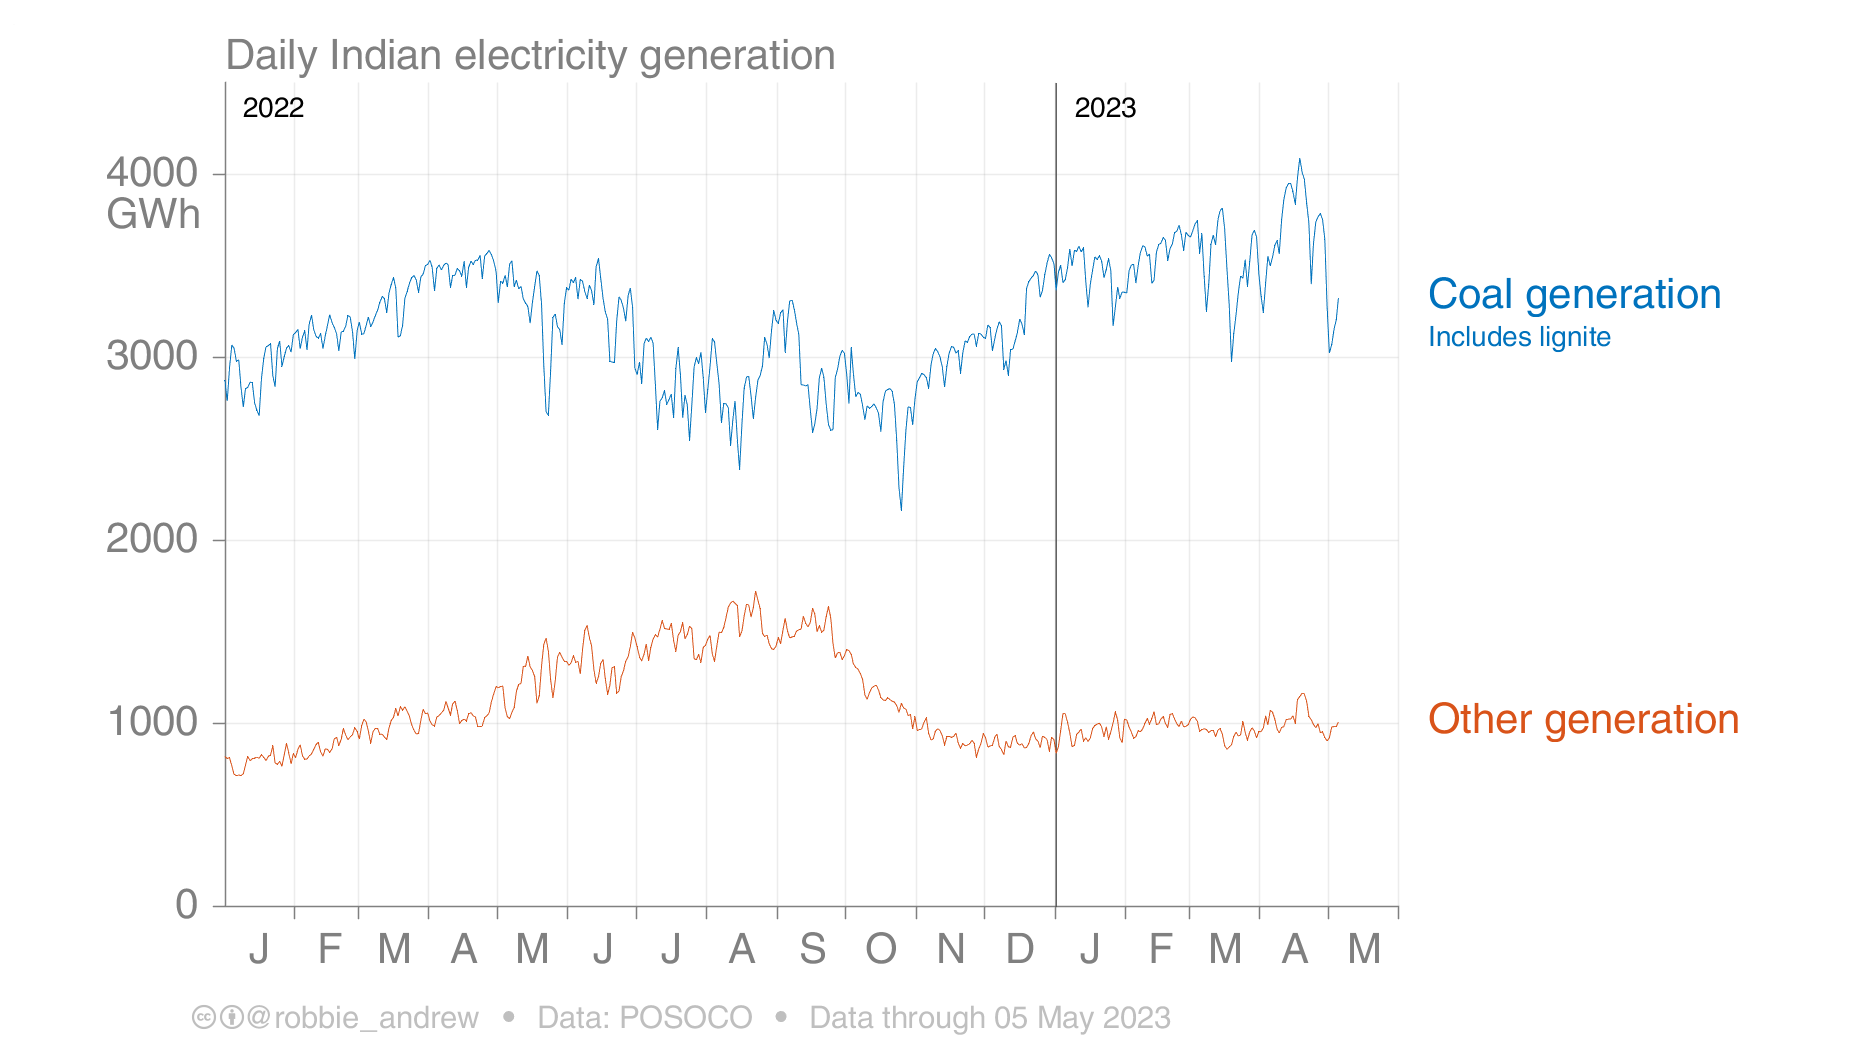 Daily Indian electricity generation
2022
2023
4000
GWh
3000
2000
1000
0
Coal generation
Includes lignite
Other generation
J F M A M J J A S O N D J F M A M
@robbie_andrew • Data: POSOCO • Data through 05 May 2023